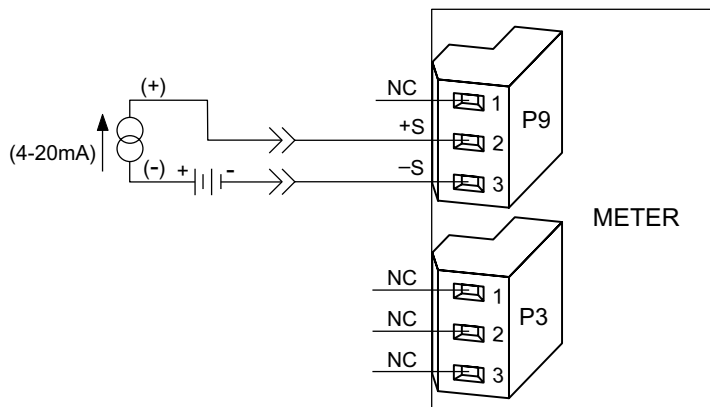 NC
1
(+)
+S
2
P9
(4-20mA)
(-)
+
-
–S
3
METER
NC
1
NC
2
P3
NC
3